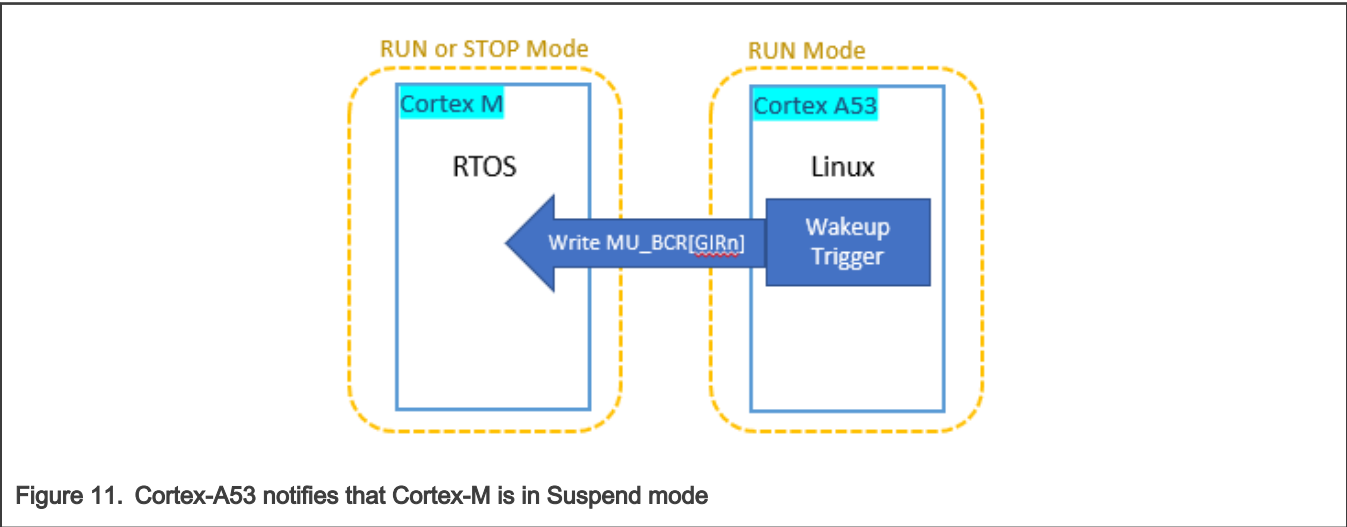 RUN or STOP Mode
RUN Mode
Cortex M
Cortex A53
RTOS
Linux
Write MU_BCR[GIRn]
Wakeup
Trigger
Figure 11. Cortex-A53 notifies that Cortex-M is in Suspend mode